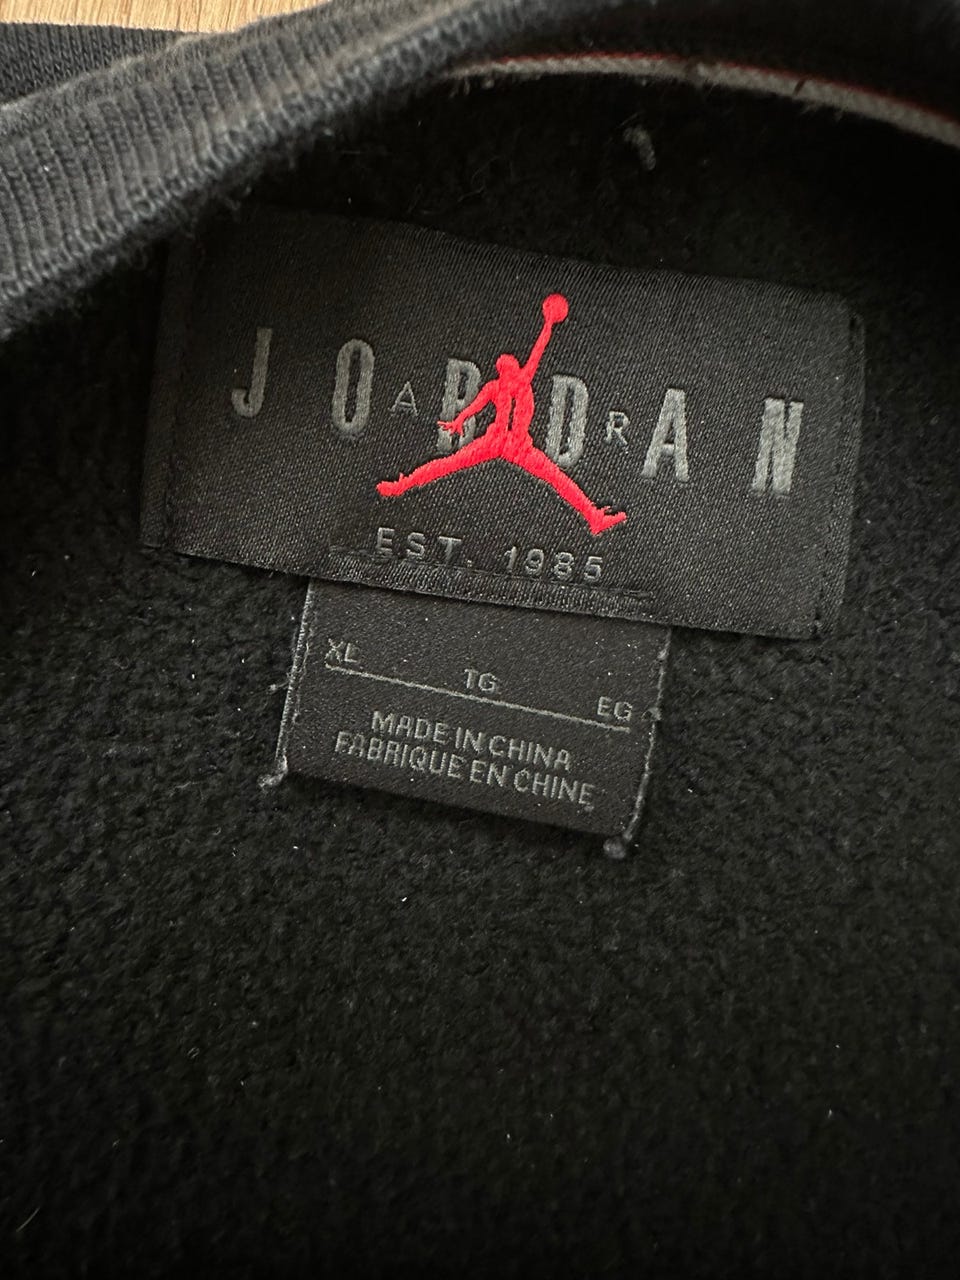 JORDAN
AIR
EST. 1985
XL TG EG
MADE IN CHINA
FABRIQUE EN CHINE